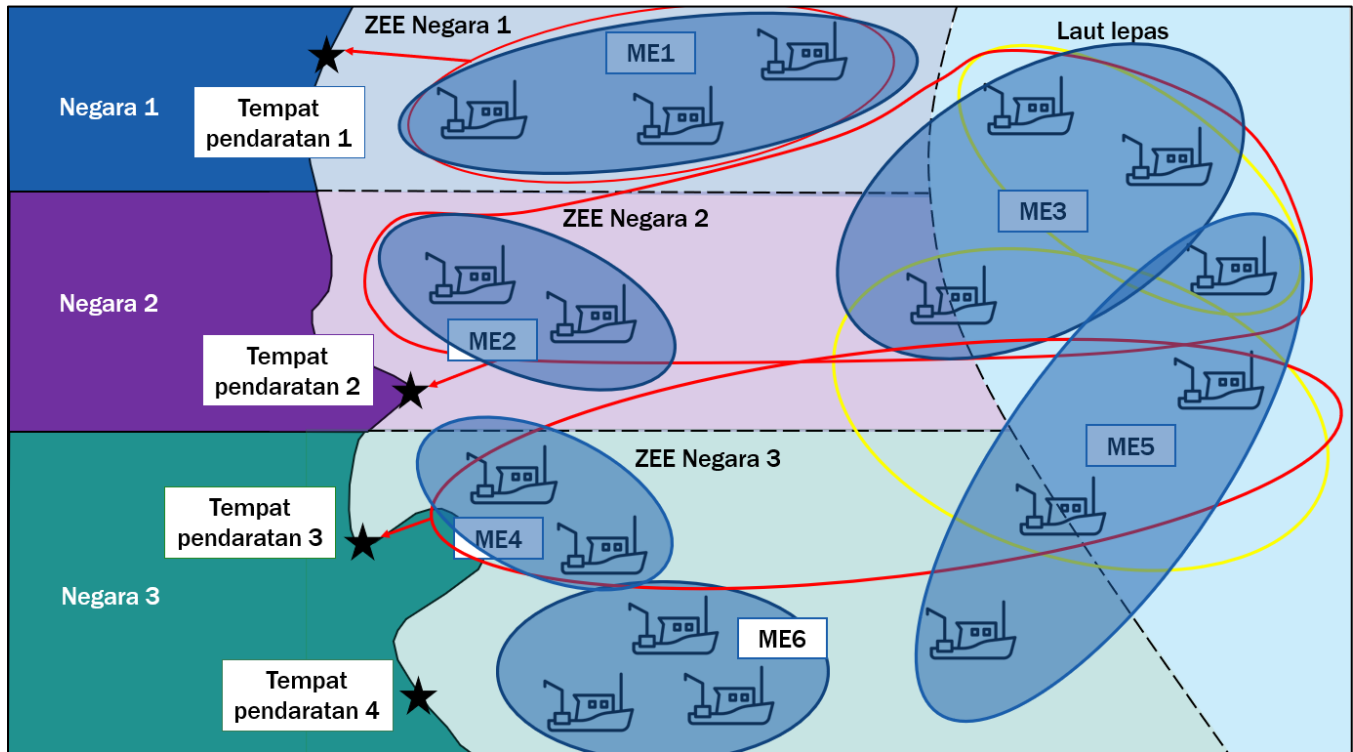 ZEE Negara 1
Laut lepas
ME1
Negara 1
Tempat
pendaratan 1
ZEE Negara 2
ME3
Negara 2
ME2
Tempat
pendaratan 2
ME5
ZEE Negara 3
Tempat
pendaratan 3
ME4
Negara 3
ME6
Tempat
pendaratan 4